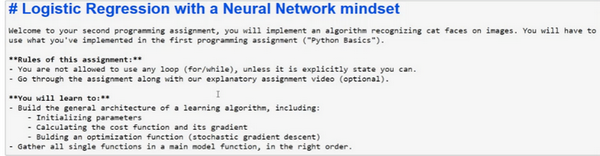 # Logistic Regression with a Neural Network mindset
Welcome to your second programming assignment, you will implement an algorithm recognizing cat faces on images. You will have to
use what you've implemented in the first programming assignment ("Python Basics").
**Rules of this assignment:**
- You are not allowed to use any loop (for/while), unless it is explicitly state you can.
- Go through the assignment along with our explanatory assignment video (optional).
**You will learn to:**
- Build the general architecture of a learning algorithm, including:
- Initializing parameters
- Calculating the cost function and its gradient
- Bulding an optimization function (stochastic gradient descent)
- Gather all single functions in a main model function, in the right order.